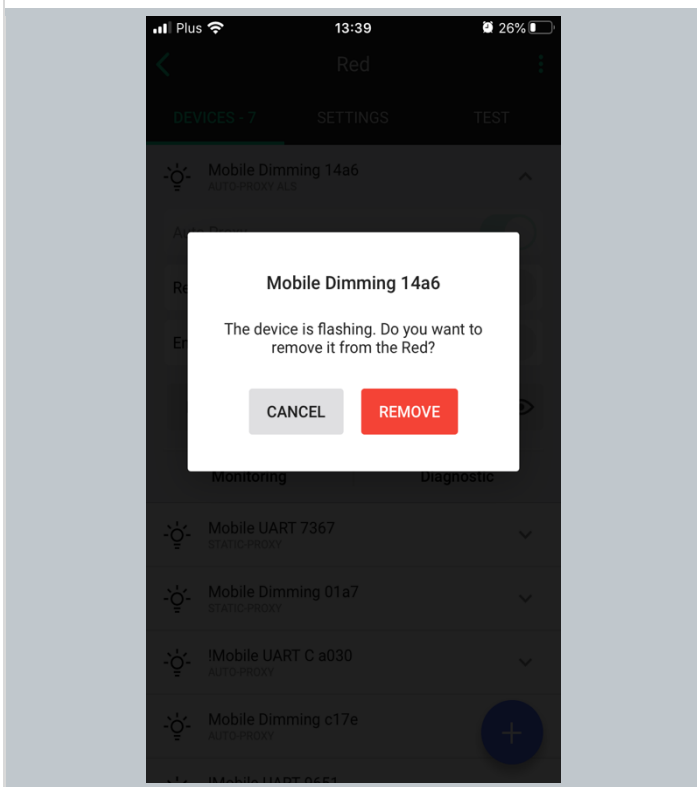 Plus 13:39 26%
Red
DEVICES - 7 SETTINGS TEST
Mobile Dimming 14a6
AUTO-PROXY ALS
Mobile Dimming 14a6
The device is flashing. Do you want to
remove it from the Red?
CANCEL REMOVE
Monitoring Diagnostic
Mobile UART 7367
STATIC-PROXY
Mobile Dimming 01a7
STATIC-PROXY
!Mobile UART C a030
AUTO-PROXY
Mobile Dimming c17e
AUTO-PROXY